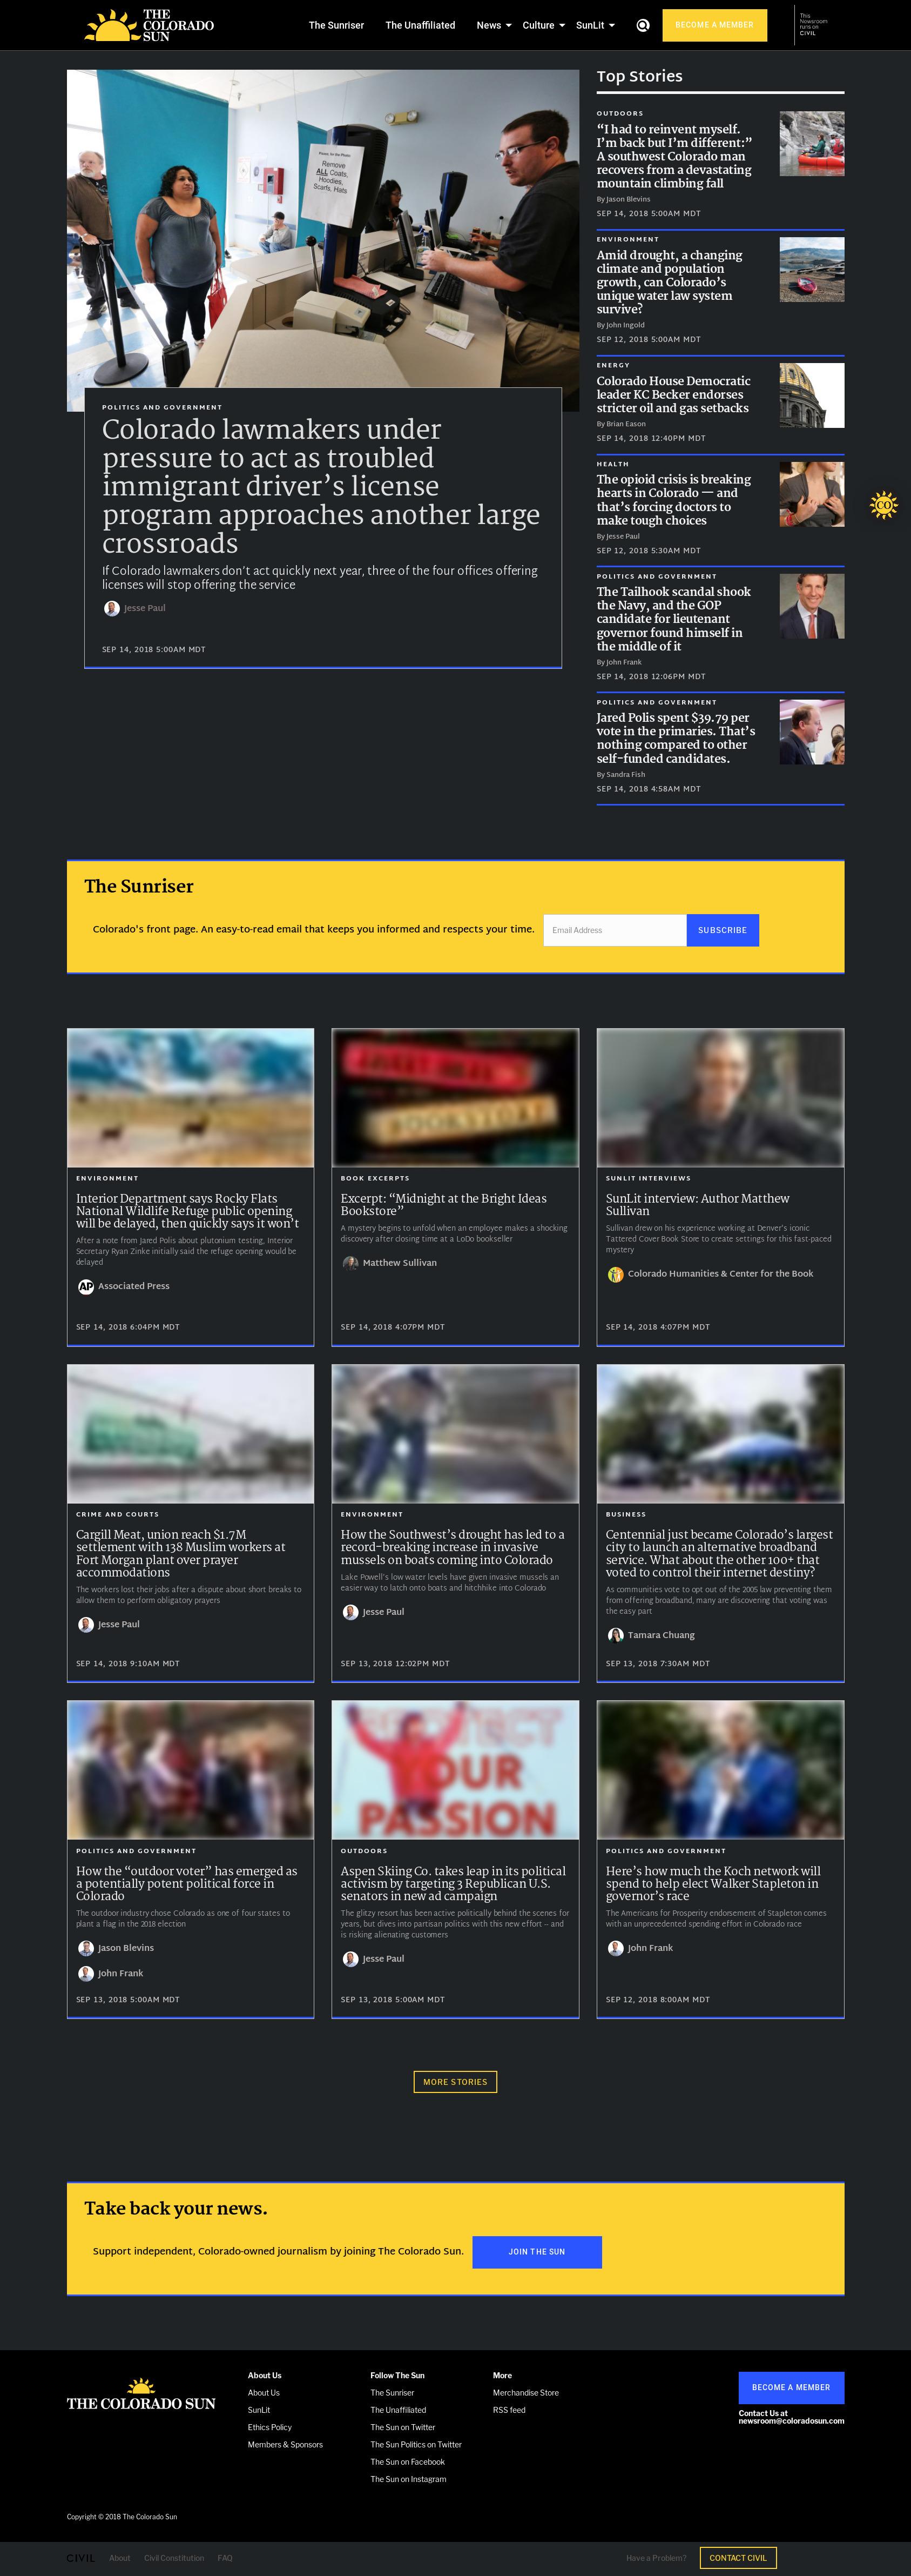 THE COLORADO SUN
The Sunriser
The Unaffiliated
News
Culture
SunLit
BECOME A MEMBER
This
Newsroom
runs on
CIVIL
Please, for the Photo:
Remove
ALL Coats,
Hoodies,
Scarfs, Hats
POLITICS AND GOVERNMENT
Colorado lawmakers under
pressure to act as troubled
immigrant driver’s license
program approaches another large
crossroads
If Colorado lawmakers don’t act quickly next year, three of the four offices offering
licenses will stop offering the service
Jesse Paul
SEP 14, 2018 5:00AM MDT
Top Stories
OUTDOORS
“I had to reinvent myself.
I’m back but I’m different:”
A southwest Colorado man
recovers from a devastating
mountain climbing fall
By Jason Blevins
SEP 14, 2018 5:00AM MDT
ENVIRONMENT
Amid drought, a changing
climate and population
growth, can Colorado’s
unique water law system
survive?
By John Ingold
SEP 12, 2018 5:00AM MDT
ENERGY
Colorado House Democratic
leader KC Becker endorses
stricter oil and gas setbacks
By Brian Eason
SEP 14, 2018 12:40PM MDT
HEALTH
The opioid crisis is breaking
hearts in Colorado — and
that’s forcing doctors to
make tough choices
By Jesse Paul
SEP 12, 2018 5:30AM MDT
POLITICS AND GOVERNMENT
The Tailhook scandal shook
the Navy, and the GOP
candidate for lieutenant
governor found himself in
the middle of it
By John Frank
SEP 14, 2018 12:06PM MDT
POLITICS AND GOVERNMENT
Jared Polis spent $39.79 per
vote in the primaries. That’s
nothing compared to other
self-funded candidates.
By Sandra Fish
SEP 14, 2018 4:58AM MDT
CO
The Sunriser
Colorado's front page. An easy-to-read email that keeps you informed and respects your time.
Email Address
SUBSCRIBE
ENVIRONMENT
Interior Department says Rocky Flats
National Wildlife Refuge public opening
will be delayed, then quickly says it won’t
After a note from Jared Polis about plutonium testing, Interior
Secretary Ryan Zinke initially said the refuge opening would be
delayed
AP
Associated Press
SEP 14, 2018 6:04PM MDT
BOOK EXCERPTS
Excerpt: “Midnight at the Bright Ideas
Bookstore”
A mystery begins to unfold when an employee makes a shocking
discovery after closing time at a LoDo bookseller
Matthew Sullivan
SEP 14, 2018 4:07PM MDT
SUNLIT INTERVIEWS
SunLit interview: Author Matthew
Sullivan
Sullivan drew on his experience working at Denver's iconic
Tattered Cover Book Store to create settings for this fast-paced
mystery
Colorado Humanities & Center for the Book
SEP 14, 2018 4:07PM MDT
CRIME AND COURTS
Cargill Meat, union reach $1.7M
settlement with 138 Muslim workers at
Fort Morgan plant over prayer
accommodations
The workers lost their jobs after a dispute about short breaks to
allow them to perform obligatory prayers
Jesse Paul
SEP 14, 2018 9:10AM MDT
ENVIRONMENT
How the Southwest’s drought has led to a
record-breaking increase in invasive
mussels on boats coming into Colorado
Lake Powell's low water levels have given invasive mussels an
easier way to latch onto boats and hitchhike into Colorado
Jesse Paul
SEP 13, 2018 12:02PM MDT
BUSINESS
Centennial just became Colorado’s largest
city to launch an alternative broadband
service. What about the other 100+ that
voted to control their internet destiny?
As communities vote to opt out of the 2005 law preventing them
from offering broadband, many are discovering that voting was
the easy part
Tamara Chuang
SEP 13, 2018 7:30AM MDT
PROTECT
YOUR
PASSION
POLITICS AND GOVERNMENT
How the “outdoor voter” has emerged as
a potentially potent political force in
Colorado
The outdoor industry chose Colorado as one of four states to
plant a flag in the 2018 election
Jason Blevins
John Frank
SEP 13, 2018 5:00AM MDT
OUTDOORS
Aspen Skiing Co. takes leap in its political
activism by targeting 3 Republican U.S.
senators in new ad campaign
The glitzy resort has been active politically behind the scenes for
years, but dives into partisan politics with this new effort – and
is risking alienating customers
Jesse Paul
SEP 13, 2018 5:00AM MDT
POLITICS AND GOVERNMENT
Here’s how much the Koch network will
spend to help elect Walker Stapleton in
governor’s race
The Americans for Prosperity endorsement of Stapleton comes
with an unprecedented spending effort in Colorado race
John Frank
SEP 12, 2018 8:00AM MDT
MORE STORIES
Take back your news.
Support independent, Colorado-owned journalism by joining The Colorado Sun.
JOIN THE SUN
THE COLORADO SUN
About Us
About Us
SunLit
Ethics Policy
Members & Sponsors
Follow The Sun
The Sunriser
The Unaffiliated
The Sun on Twitter
The Sun Politics on Twitter
The Sun on Facebook
The Sun on Instagram
More
Merchandise Store
RSS feed
BECOME A MEMBER
Contact Us at
newsroom@coloradosun.com
Copyright © 2018 The Colorado Sun
CIVIL
About
Civil Constitution
FAQ
Have a Problem?
CONTACT CIVIL